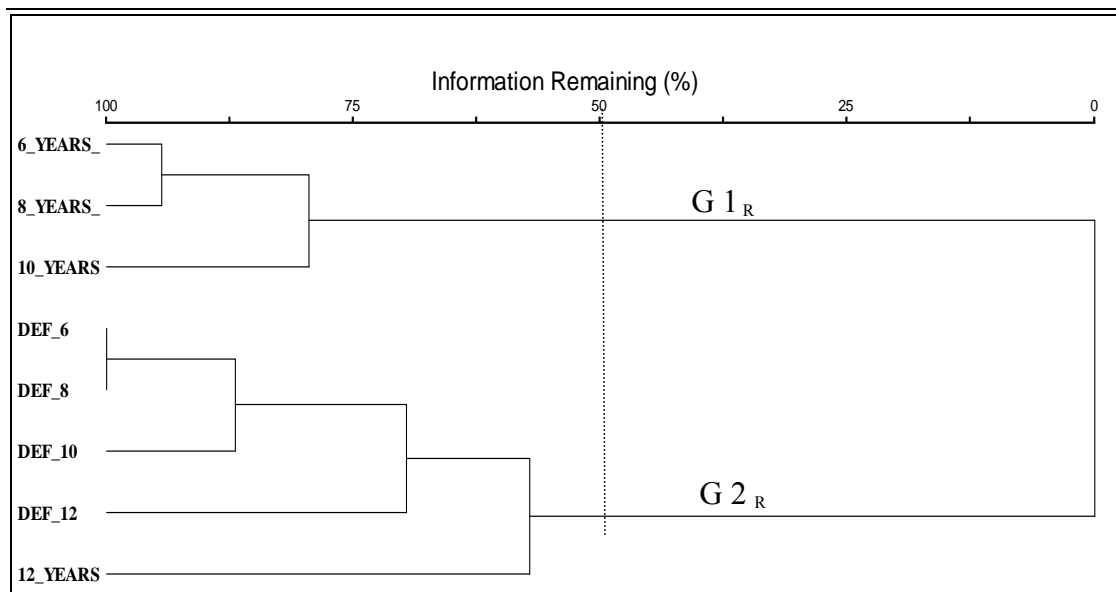 Information Remaining (%)
100 75 50 25 0
6_YEARS_
8_YEARS_
G 1 R
10_YEARS
DEF_6
DEF_8
DEF_10
G 2 R
DEF_12
12_YEARS